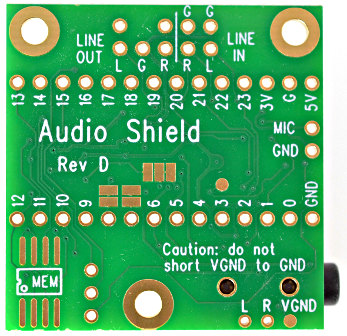 G G
LINE OUT LINE IN
L G R R L
13 14 15 16 17 18 19 20 21 22 23 3V G 5V
MIC
GND
Audio Shield
Rev D
12 11 10 9 6 5 4 3 2 1 0 GND
Caution: do not
short VGND to GND
MEM
L R VGND